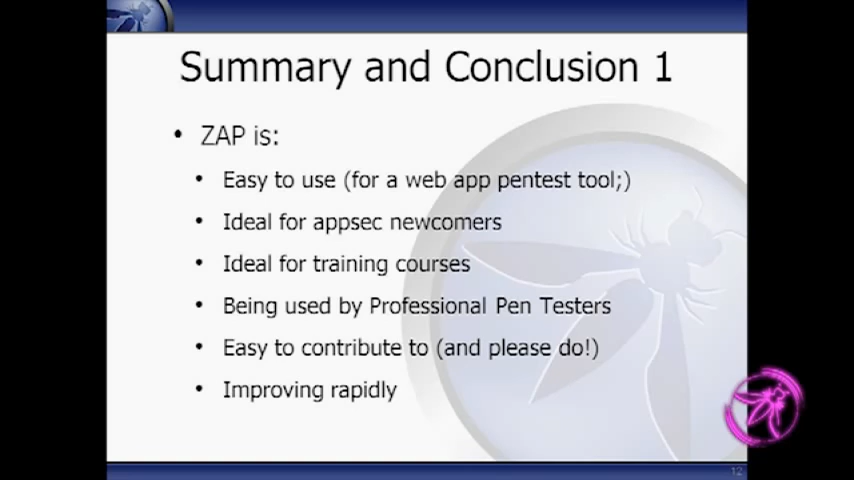 Summary and Conclusion 1
• ZAP is:
• Easy to use (for a web app pentest tool;)
• Ideal for appsec newcomers
• Ideal for training courses
• Being used by Professional Pen Testers
• Easy to contribute to (and please do!)
• Improving rapidly
12